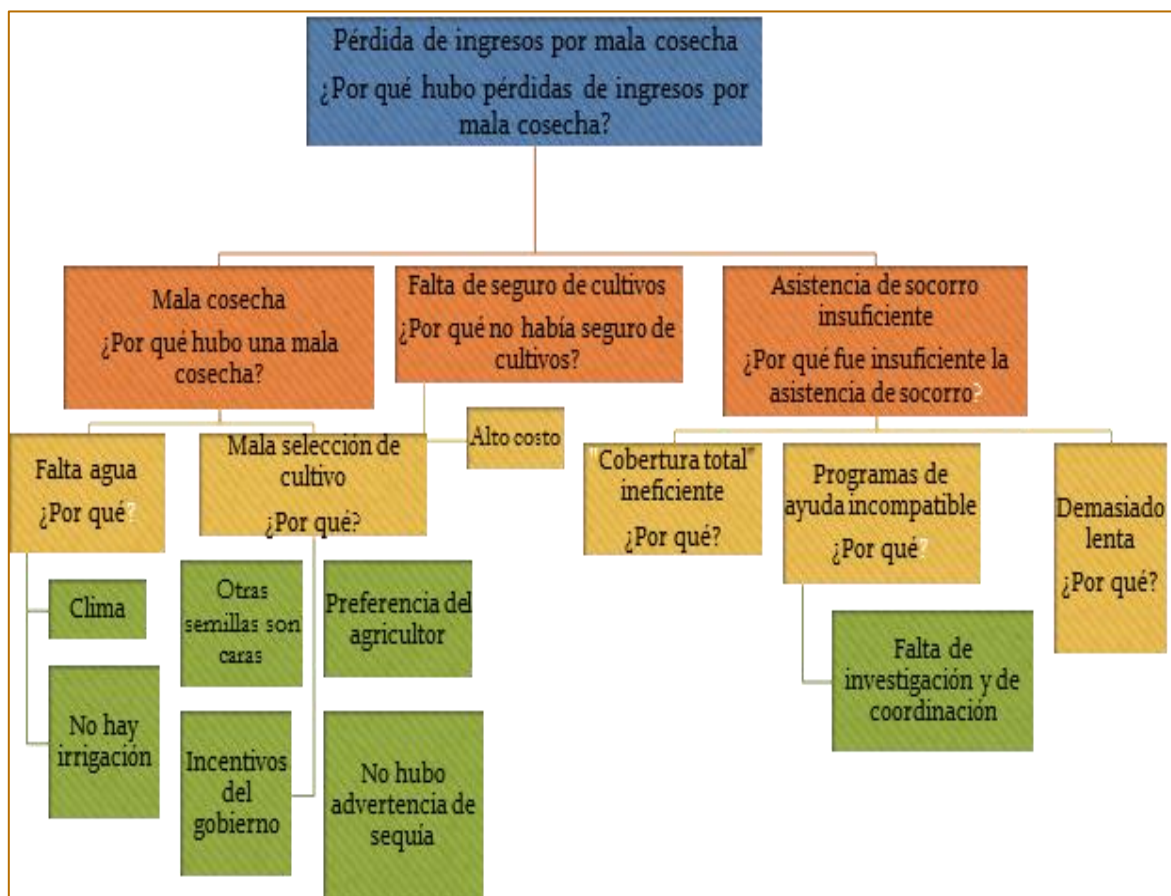 Pérdida de ingresos por mala cosecha
¿Por qué hubo pérdidas de ingresos por
mala cosecha?
Mala cosecha
¿Por qué hubo una mala
cosecha?
Falta de seguro de cultivos
¿Por qué no había seguro de
cultivos?
Asistencia de socorro
insuficiente
¿Por qué fue insuficiente la
asistencia de socorro?
Falta agua
¿Por qué?
Mala selección de
cultivo
¿Por qué?
Alto costo
"Cobertura total"
ineficiente
¿Por qué?
Programas de
ayuda incompatible
¿Por qué?
Demasiado
lenta
¿Por qué?
Clima
No hay
irrigación
Otras
semillas son
caras
Preferencia del
agricultor
Incentivos
del
gobierno
No hubo
advertencia de
sequía
Falta de
investigación y de
coordinación